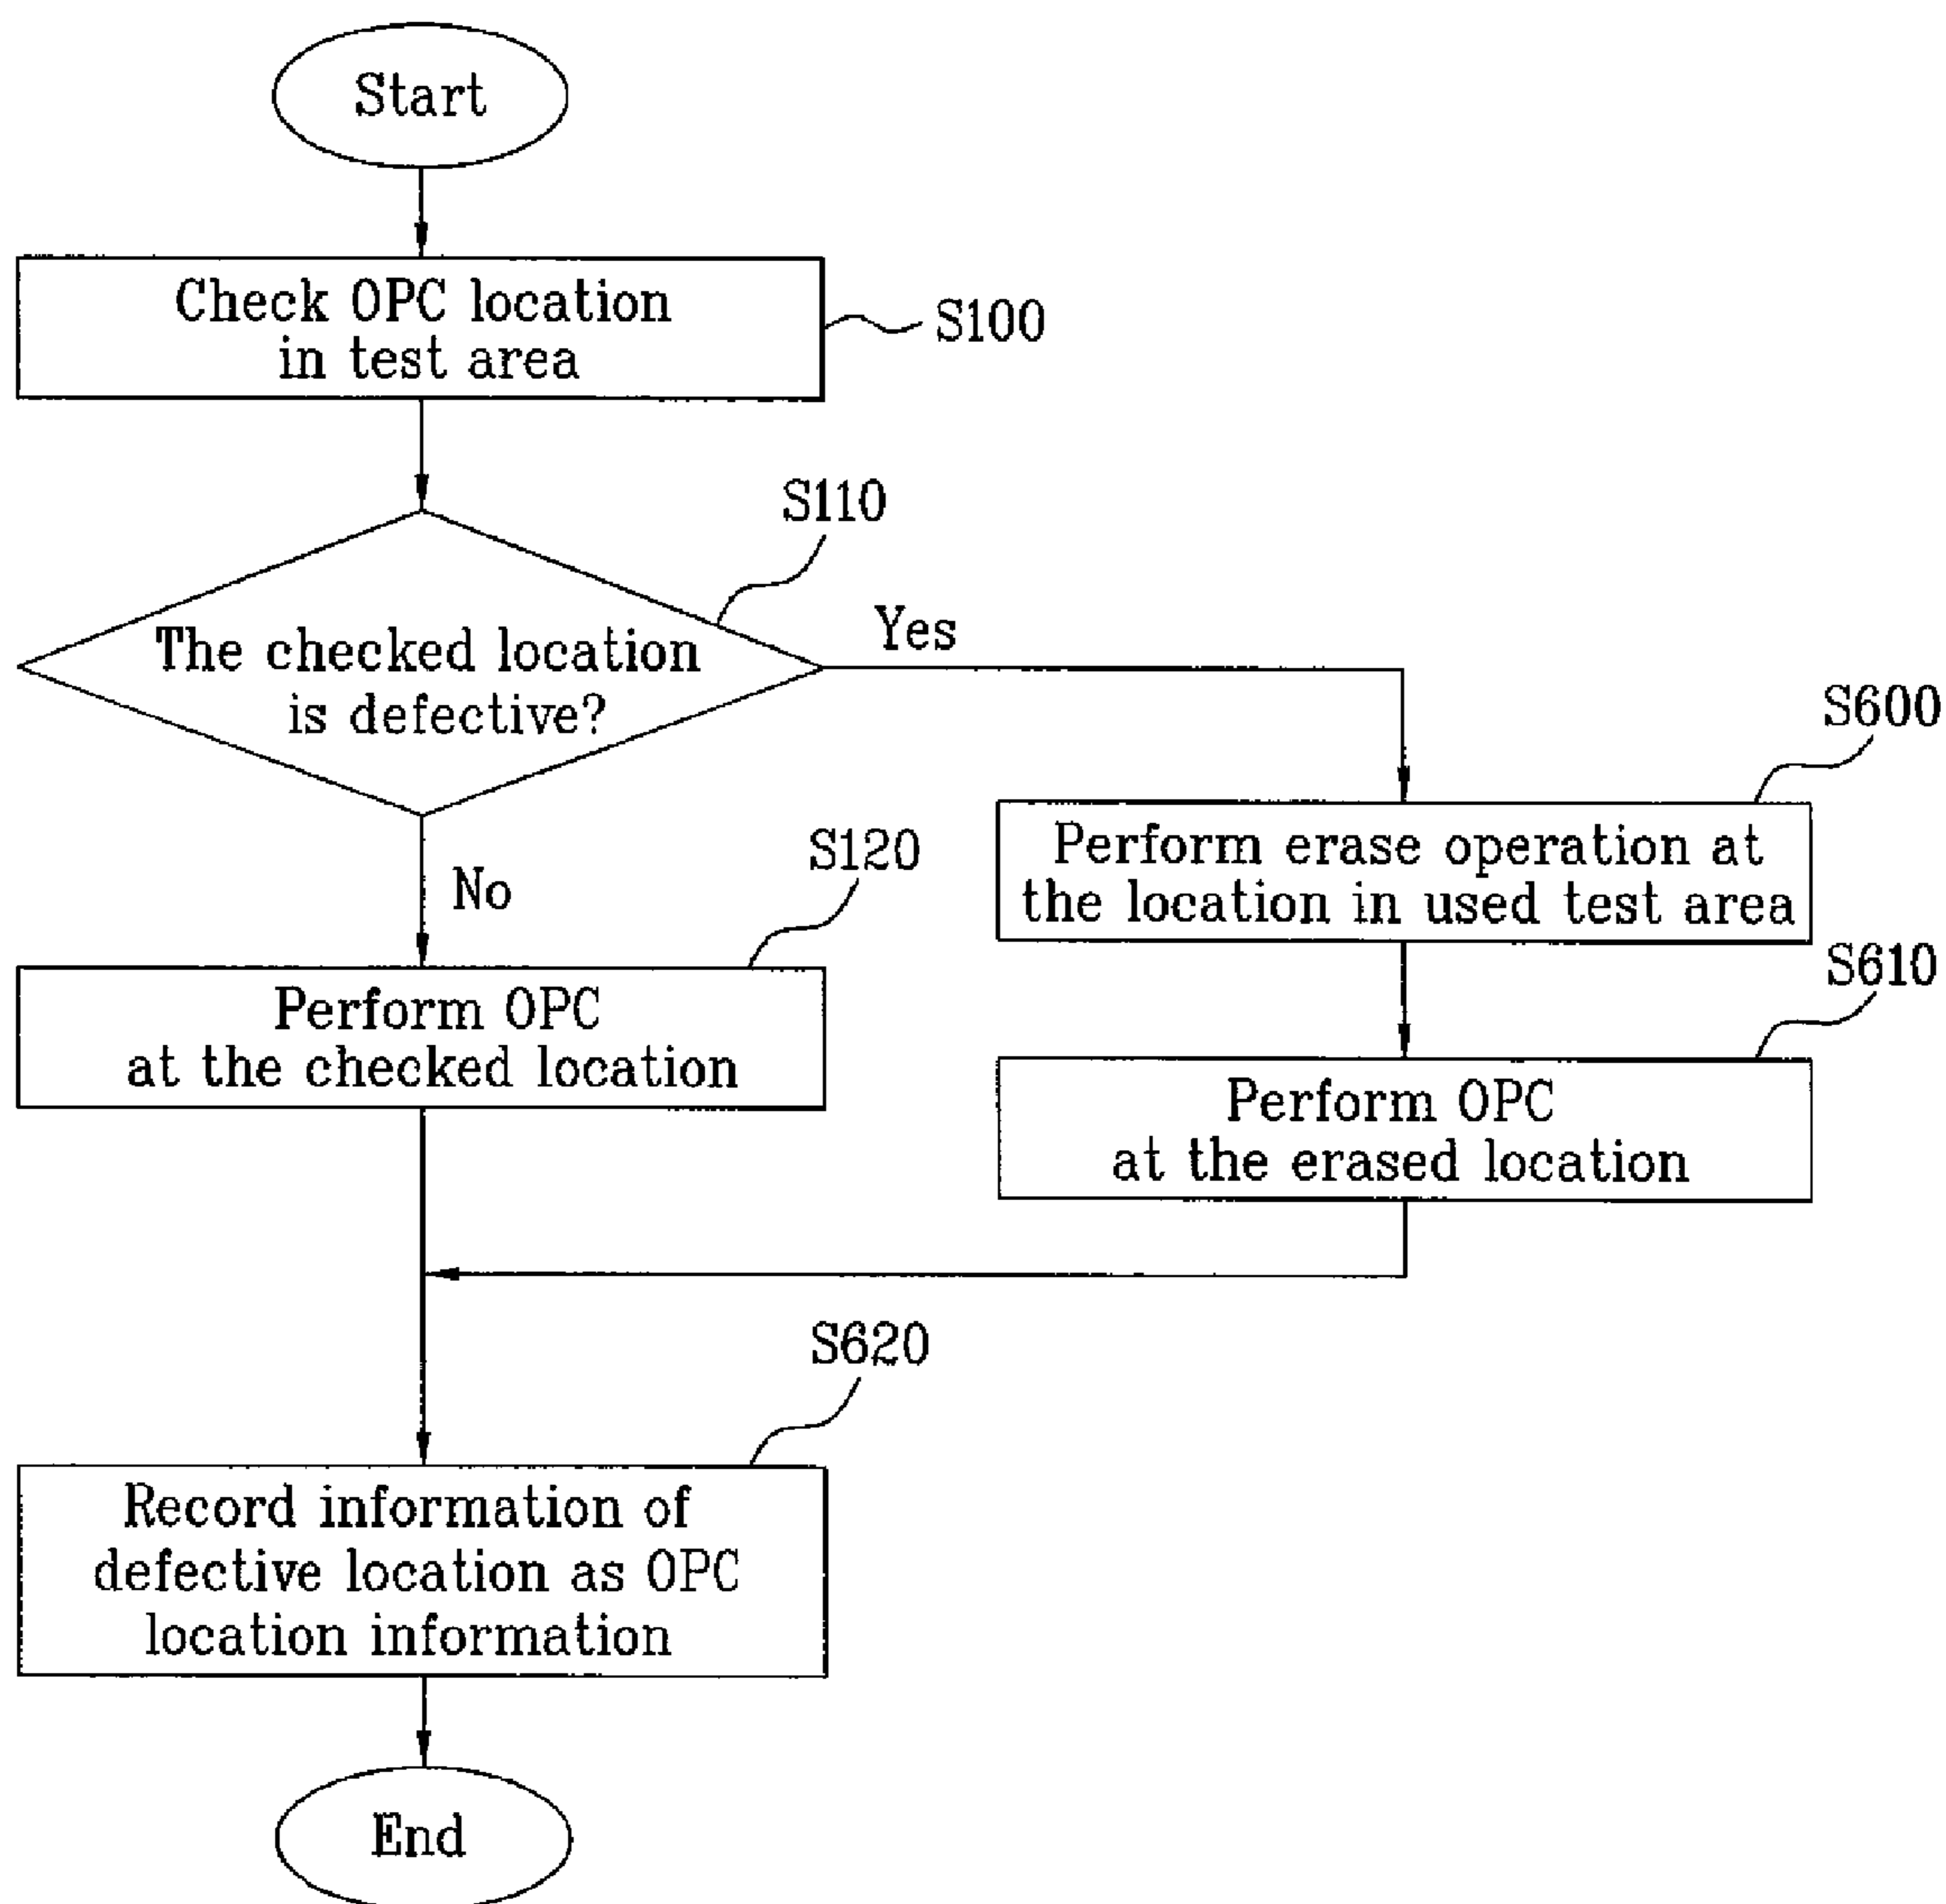 Start
Check OPC location
in test area
S100
S110
The checked location
is defective?
Yes
No
S600
Perform erase operation at
the location in used test area
S120
Perform OPC
at the checked location
S610
Perform OPC
at the erased location
S620
Record information of
defective location as OPC
location information
End